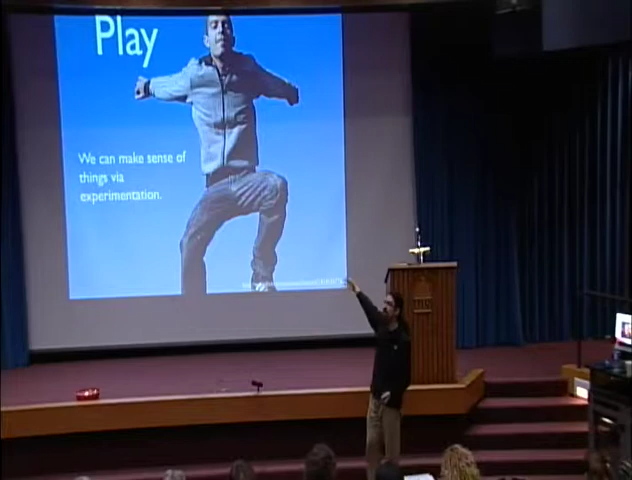 Play
We can make sense of
things via
experimentation.